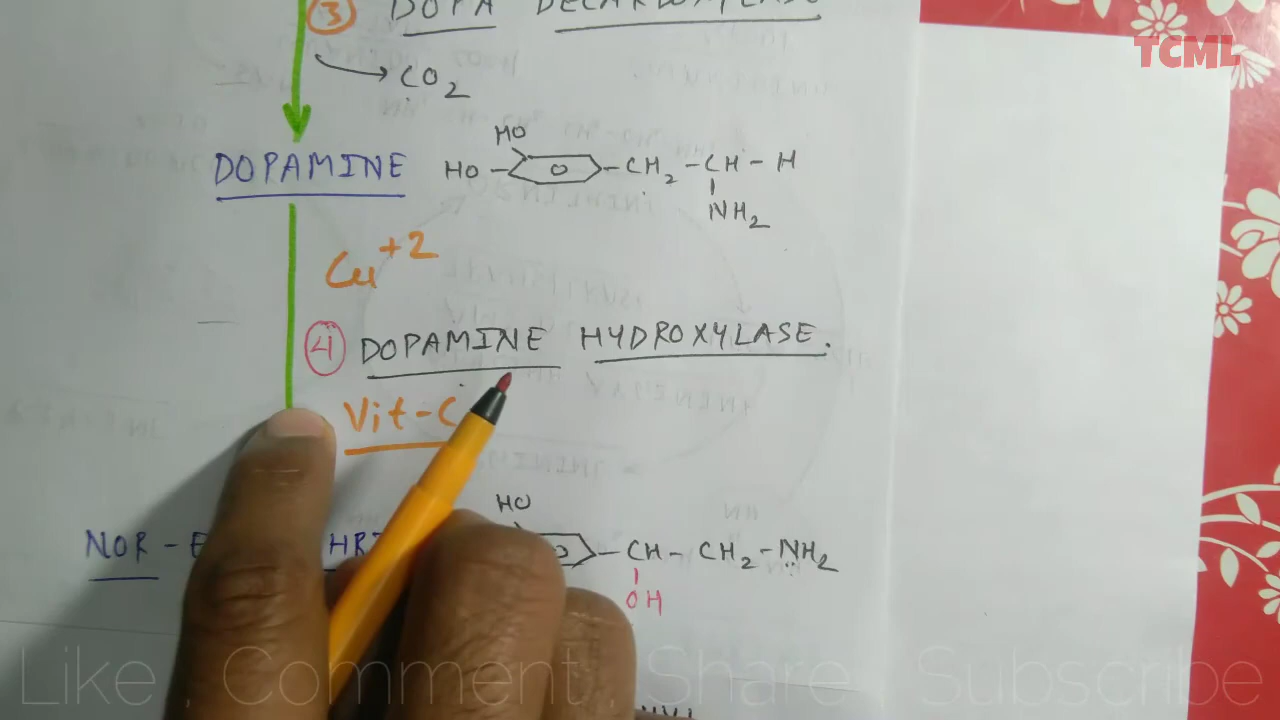 ③ DOPA DECARBOXYLASE
TCML
CO2
HO
DOPAMINE HO - CH2 - CH - H
NH2
Cu+2
④ DOPAMINE HYDROXYLASE.
Vit-C
HO
NOR - CH - CH2 - NH2
OH
Like , Comment , Share , Subscribe